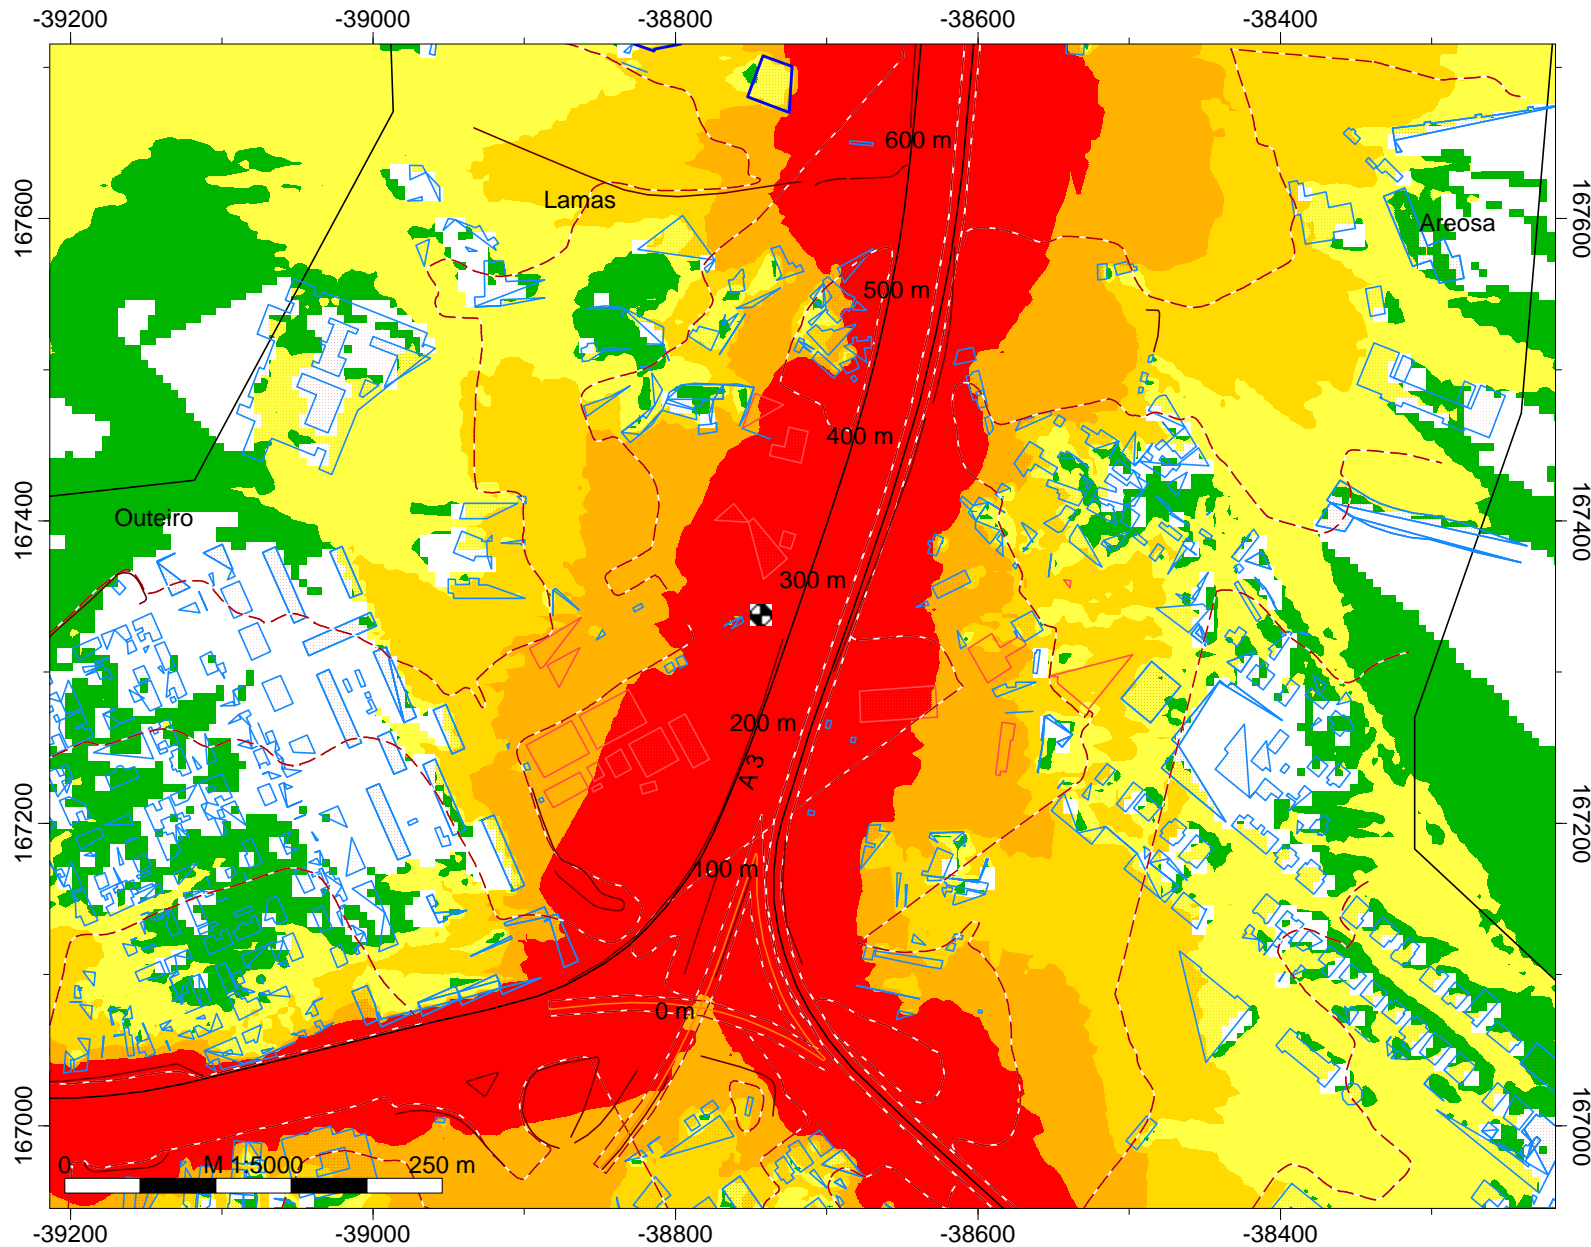 -39200 -39000 -38800 -38600 -38400
600 m
167600 Lamas Areosa 167600
500 m
400 m
167400 Outeiro 167400
300 m
200 m
A 3
167200 167200
100 m
0 m
167000 167000
0 M 1:5000 250 m
-39200 -39000 -38800 -38600 -38400